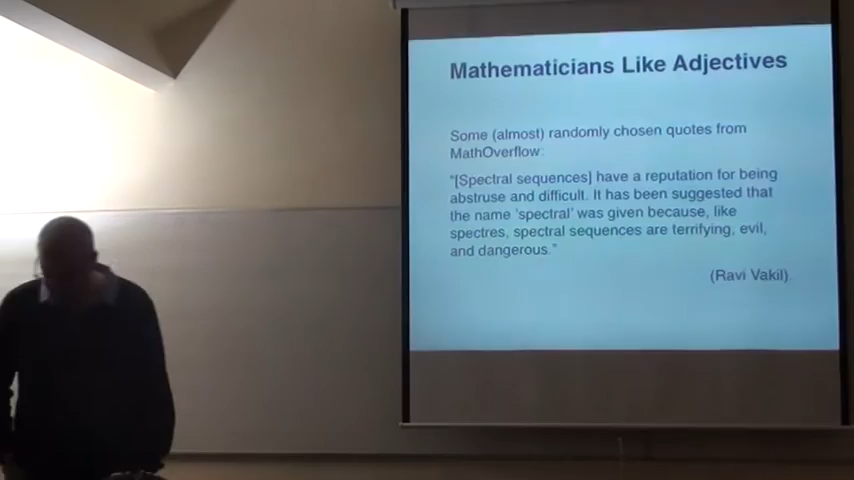 Mathematicians Like Adjectives
Some (almost) randomly chosen quotes from
MathOverflow:
"[Spectral sequences] have a reputation for being
abstruse and difficult. It has been suggested that
the name 'spectral' was given because, like
spectres, spectral sequences are terrifying, evil,
and dangerous."
(Ravi Vakil).